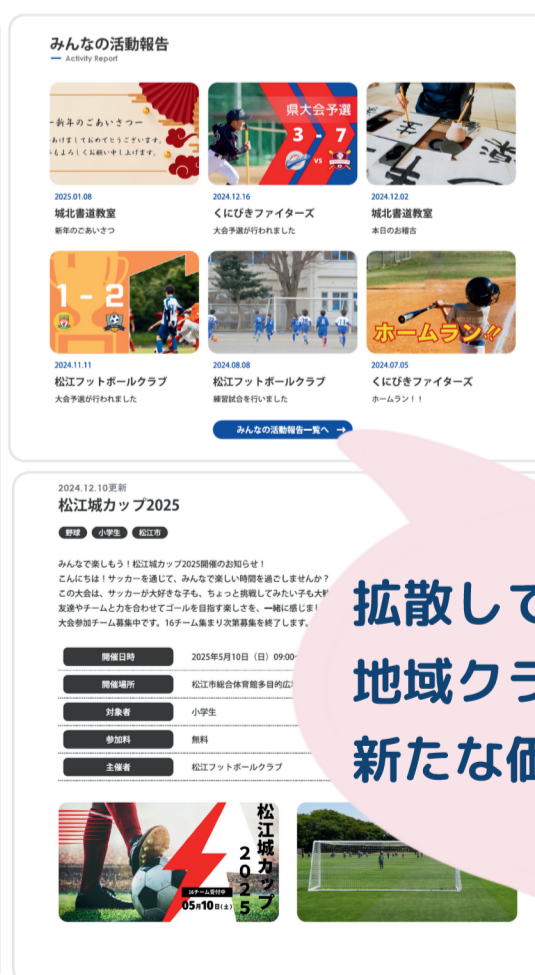 みんなの活動報告
Activity Report
ー新年のごあいさつー
あけましておめでとうございます。
もよろしくお願い申し上げます。
県大会予選
3 - 7
VS
2025.01.08
城北書道教室
新年のごあいさつ
2024.12.16
くにびきファイターズ
大会予選が行われました
2024.12.02
城北書道教室
本日のお稽古
1 - 2
ホームラン!!
2024.11.11
松江フットボールクラブ
大会予選が行われました
2024.08.08
松江フットボールクラブ
練習試合を行いました
2024.07.05
くにびきファイターズ
ホームラン！！
みんなの活動報告一覧へ →
2024.12.10更新
松江城カップ2025
野球 小学生 松江市
みんなで楽しもう！松江城カップ2025開催のお知らせ！
こんにちは！サッカーを通じて、みんなで楽しい時間を過ごしませんか？
この大会は、サッカーが大好きな子も、ちょっと挑戦してみたい子も大
友達やチームと力を合わせてゴールを目指す楽しさを、一緒に感じまし
大会参加チーム募集中です。16チーム集まり次第募集を終了します。
開催日時 2025年5月10日（日）09:00~
開催場所 松江市総合体育館多目的広
対象者 小学生
参加料 無料
主催者 松江フットボールクラブ
拡散して
地域クラ
新たな価
松江城カップ
2025
16チーム受付中
05月10日(土)